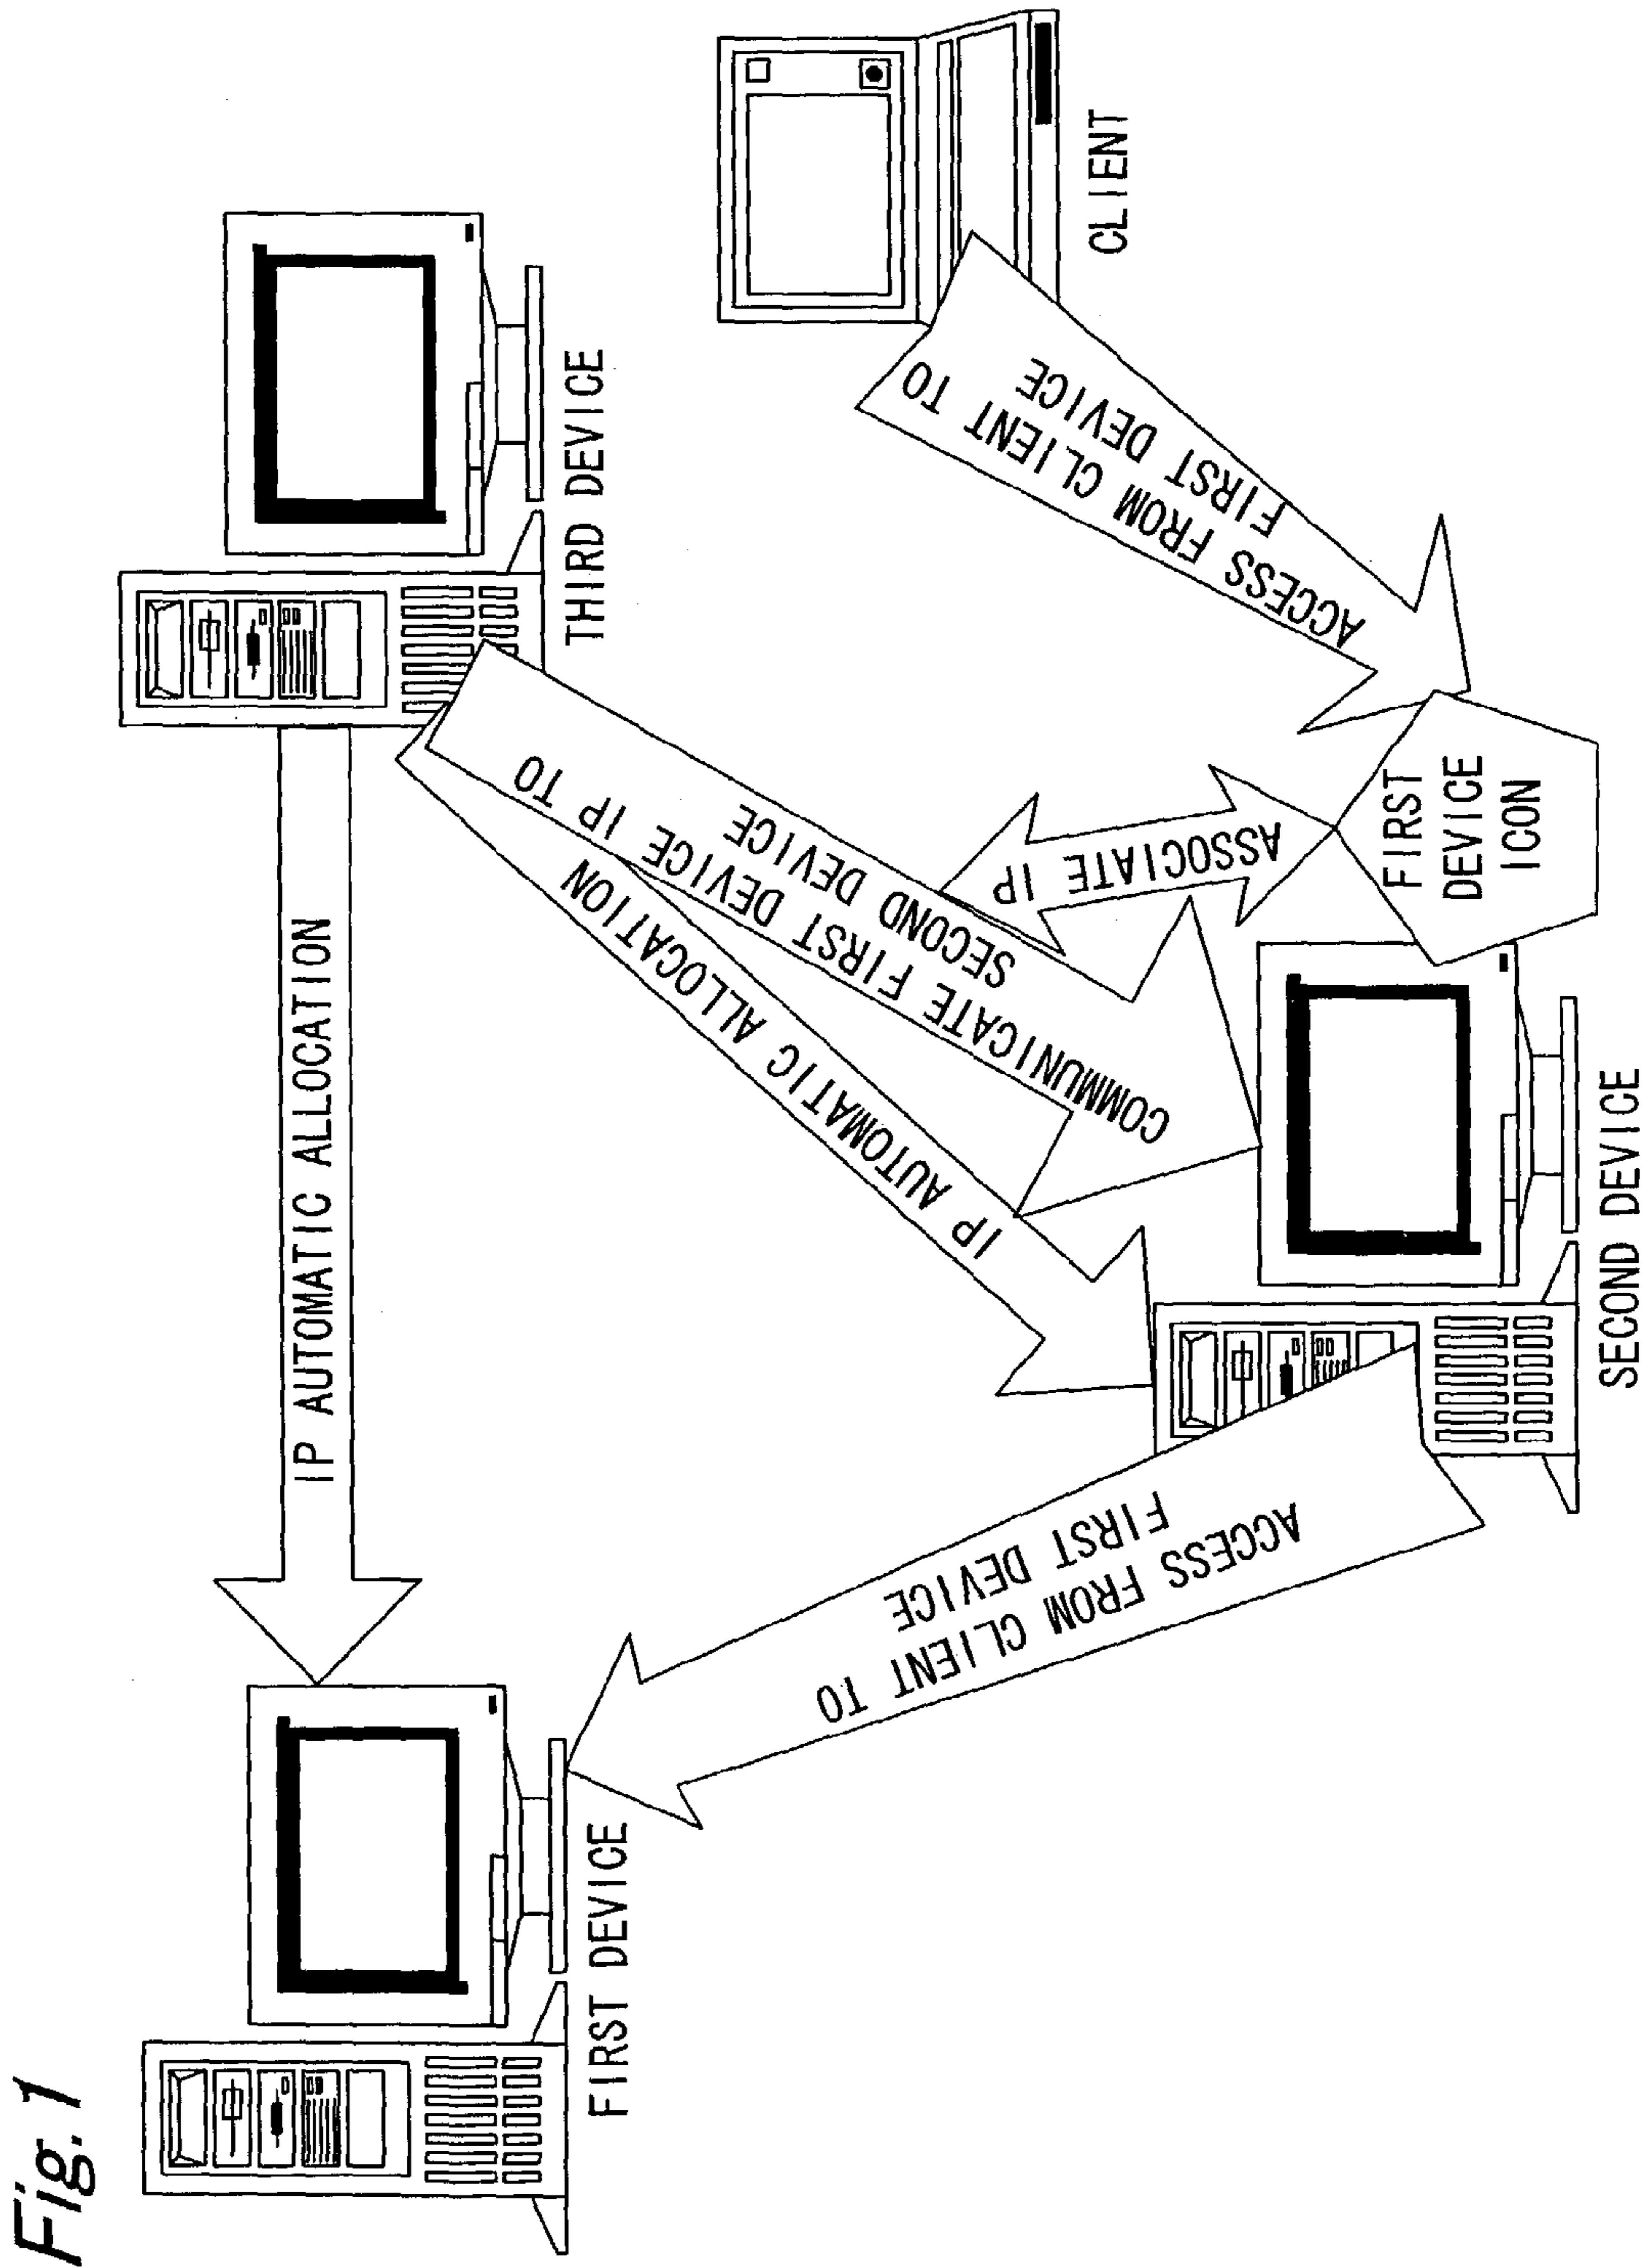 Fig. 1
IP AUTOMATIC ALLOCATION
FIRST DEVICE
THIRD DEVICE
IP AUTOMATIC ALLOCATION
COMMUNICATE FIRST DEVICE IP TO
SECOND DEVICE
ACCESS FROM CLIENT TO
FIRST DEVICE
ASSOCIATE IP
ACCESS FROM CLIENT TO
FIRST DEVICE
CLIENT
FIRST
DEVICE
ICON
SECOND DEVICE